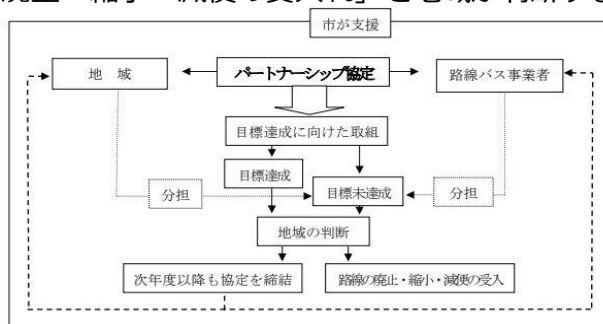 市が支援
地 域
パートナーシップ協定
路線バス事業者
目標達成に向けた取組
目標達成
分担
目標未達成
分担
地域の判断
次年度以降も協定を締結
路線の廃止・縮小・減便の受入